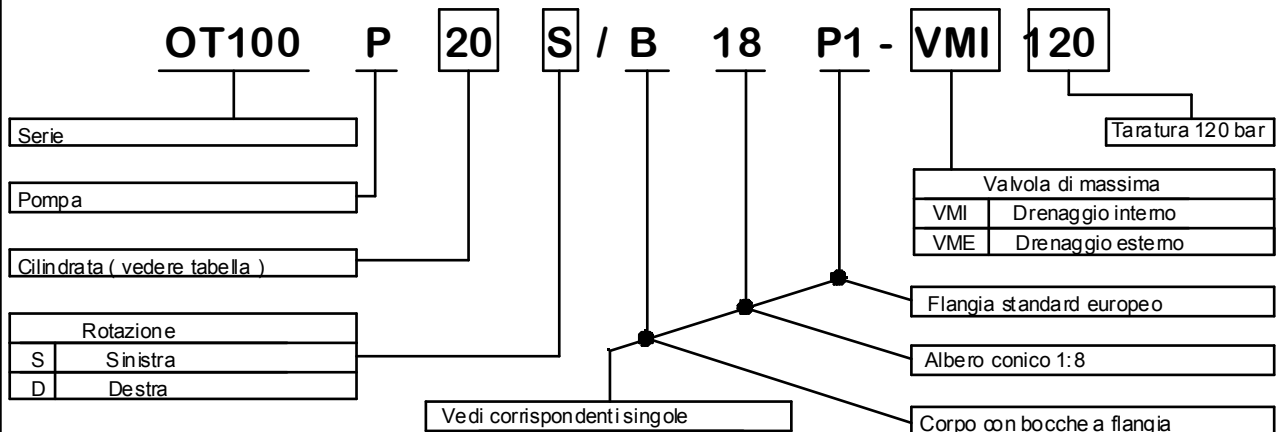 OT100 P 20 S / B 18 P1 - VMI 120
Serie
Taratura 120 bar
Pompa
Valvola di massima
VMI Drenaggio interno
VME Drenaggio esterno
Cilindrata ( vedere tabella )
Flangia standard europeo
Rotazione
S Sinistra
D Destra
Albero conico 1:8
Vedi corrispondenti singole
Corpo con bocche a flangia